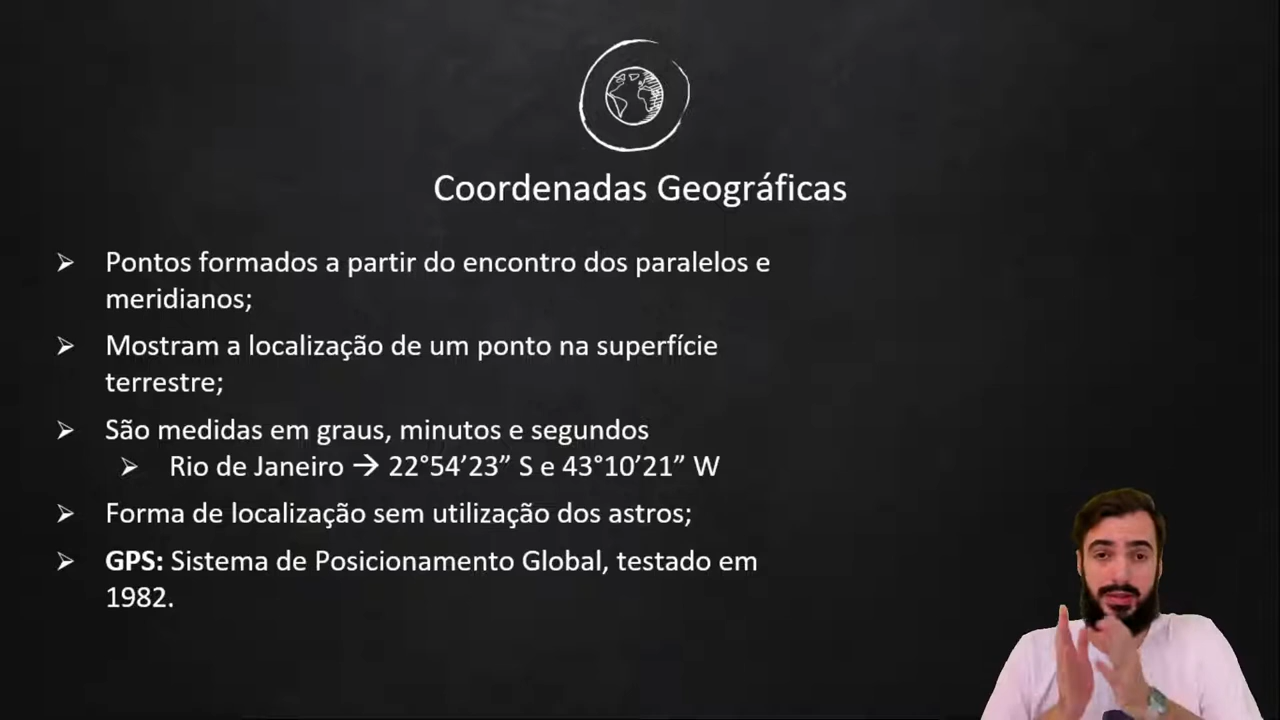 Coordenadas Geográficas
➢ Pontos formados a partir do encontro dos paralelos e
meridianos;
➢ Mostram a localização de um ponto na superfície
terrestre;
➢ São medidas em graus, minutos e segundos
➢ Rio de Janeiro → 22°54’23” S e 43°10’21” W
➢ Forma de localização sem utilização dos astros;
➢ GPS: Sistema de Posicionamento Global, testado em
1982.